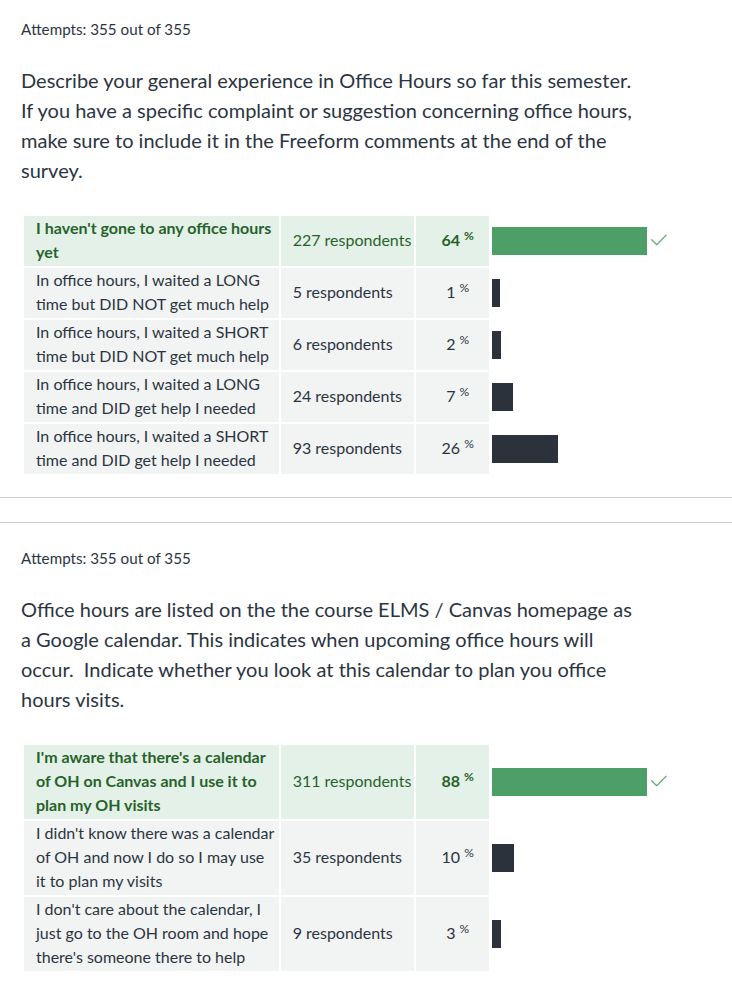 Attempts: 355 out of 355
Describe your general experience in Office Hours so far this semester.
If you have a specific complaint or suggestion concerning office hours,
make sure to include it in the Freeform comments at the end of the
survey.
I haven't gone to any office hours
yet
227 respondents
64 %
In office hours, I waited a LONG
time but DID NOT get much help
5 respondents
1 %
In office hours, I waited a SHORT
time but DID NOT get much help
6 respondents
2 %
In office hours, I waited a LONG
time and DID get help I needed
24 respondents
7 %
In office hours, I waited a SHORT
time and DID get help I needed
93 respondents
26 %
Attempts: 355 out of 355
Office hours are listed on the the course ELMS / Canvas homepage as
a Google calendar. This indicates when upcoming office hours will
occur.  Indicate whether you look at this calendar to plan you office
hours visits.
I'm aware that there's a calendar
of OH on Canvas and I use it to
plan my OH visits
311 respondents
88 %
I didn't know there was a calendar
of OH and now I do so I may use
it to plan my visits
35 respondents
10 %
I don't care about the calendar, I
just go to the OH room and hope
there's someone there to help
9 respondents
3 %